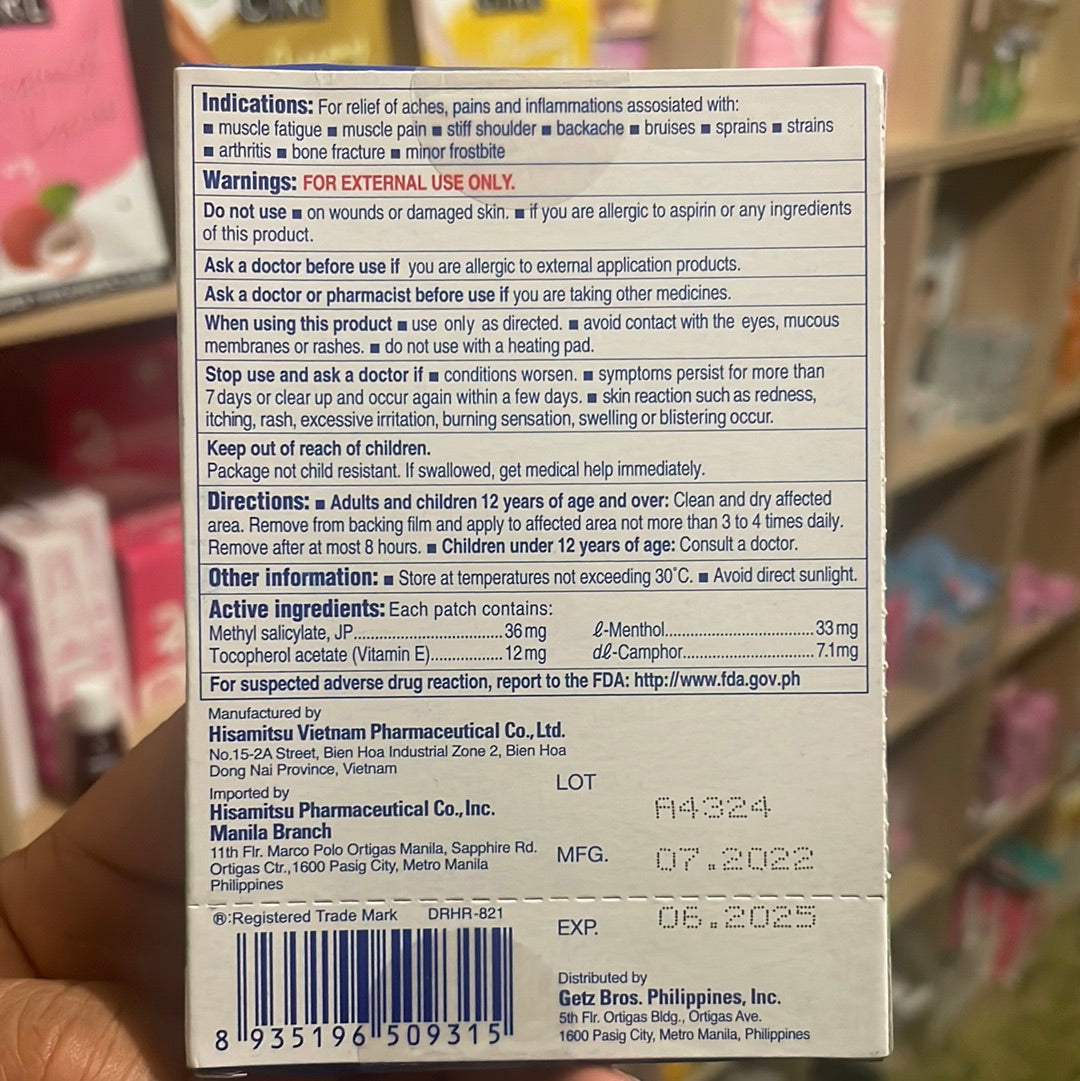 Indications: For relief of aches, pains and inflammations assosiated with:
■ muscle fatigue ■ muscle pain ■ stiff shoulder ■ backache ■ bruises ■ sprains ■ strains
■ arthritis ■ bone fracture ■ minor frostbite
Warnings: FOR EXTERNAL USE ONLY.
Do not use ■ on wounds or damaged skin. ■ if you are allergic to aspirin or any ingredients
of this product.
Ask a doctor before use if you are allergic to external application products.
Ask a doctor or pharmacist before use if you are taking other medicines.
When using this product ■ use only as directed. ■ avoid contact with the eyes, mucous
membranes or rashes. ■ do not use with a heating pad.
Stop use and ask a doctor if ■ conditions worsen. ■ symptoms persist for more than
7 days or clear up and occur again within a few days. ■ skin reaction such as redness,
itching, rash, excessive irritation, burning sensation, swelling or blistering occur.
Keep out of reach of children.
Package not child resistant. If swallowed, get medical help immediately.
Directions: ■ Adults and children 12 years of age and over: Clean and dry affected
area. Remove from backing film and apply to affected area not more than 3 to 4 times daily.
Remove after at most 8 hours. ■ Children under 12 years of age: Consult a doctor.
Other information: ■ Store at temperatures not exceeding 30°C. ■ Avoid direct sunlight.
Active ingredients: Each patch contains:
Methyl salicylate, JP.................................36 mg ℓ-Menthol.................................33 mg
Tocopherol acetate (Vitamin E).................12 mg dℓ-Camphor.............................7.1 mg
For suspected adverse drug reaction, report to the FDA: http://www.fda.gov.ph
Manufactured by
Hisamitsu Vietnam Pharmaceutical Co., Ltd.
No.15-2A Street, Bien Hoa Industrial Zone 2, Bien Hoa
Dong Nai Province, Vietnam
Imported by
Hisamitsu Pharmaceutical Co., Inc.
Manila Branch
11th Flr. Marco Polo Ortigas Manila, Sapphire Rd.
Ortigas Ctr., 1600 Pasig City, Metro Manila
Philippines
LOT A4324
MFG. 07.2022
®:Registered Trade Mark DRHR-821
EXP. 06.2025
8 935196 509315
Distributed by
Getz Bros. Philippines, Inc.
5th Flr. Ortigas Bldg., Ortigas Ave.
1600 Pasig City, Metro Manila, Philippines